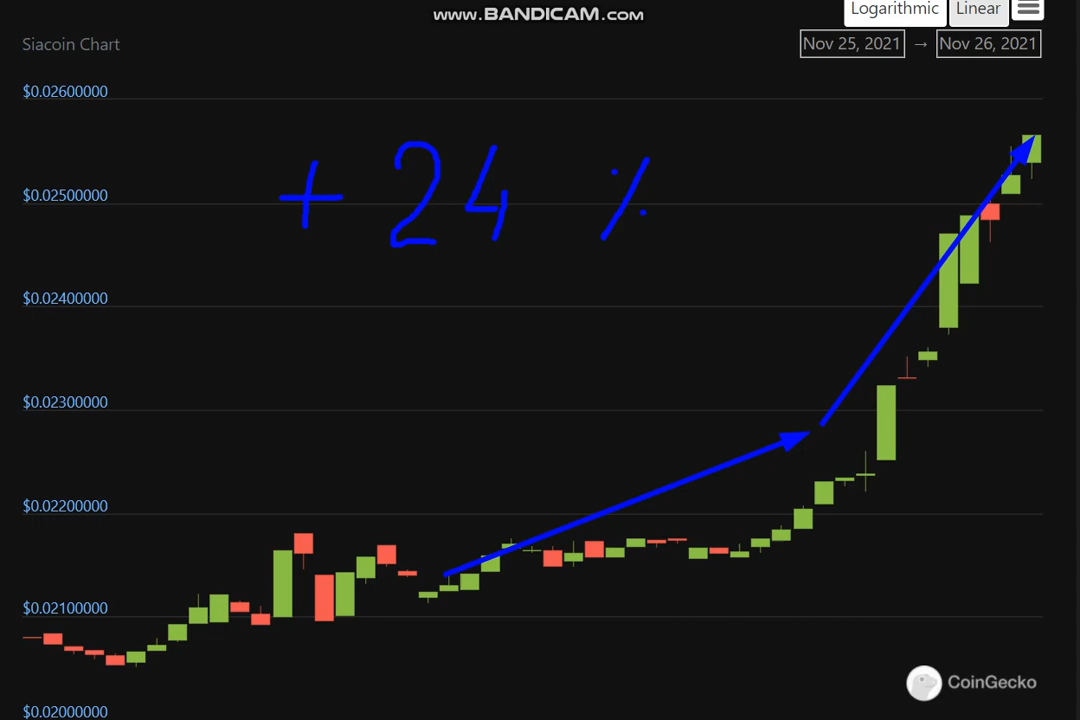 www.BANDICAM.com
Logarithmic Linear
Siacoin Chart
Nov 25, 2021 → Nov 26, 2021
$0.02600000
+ 24 %
$0.02500000
$0.02400000
$0.02300000
$0.02200000
$0.02100000
CoinGecko
$0.02000000